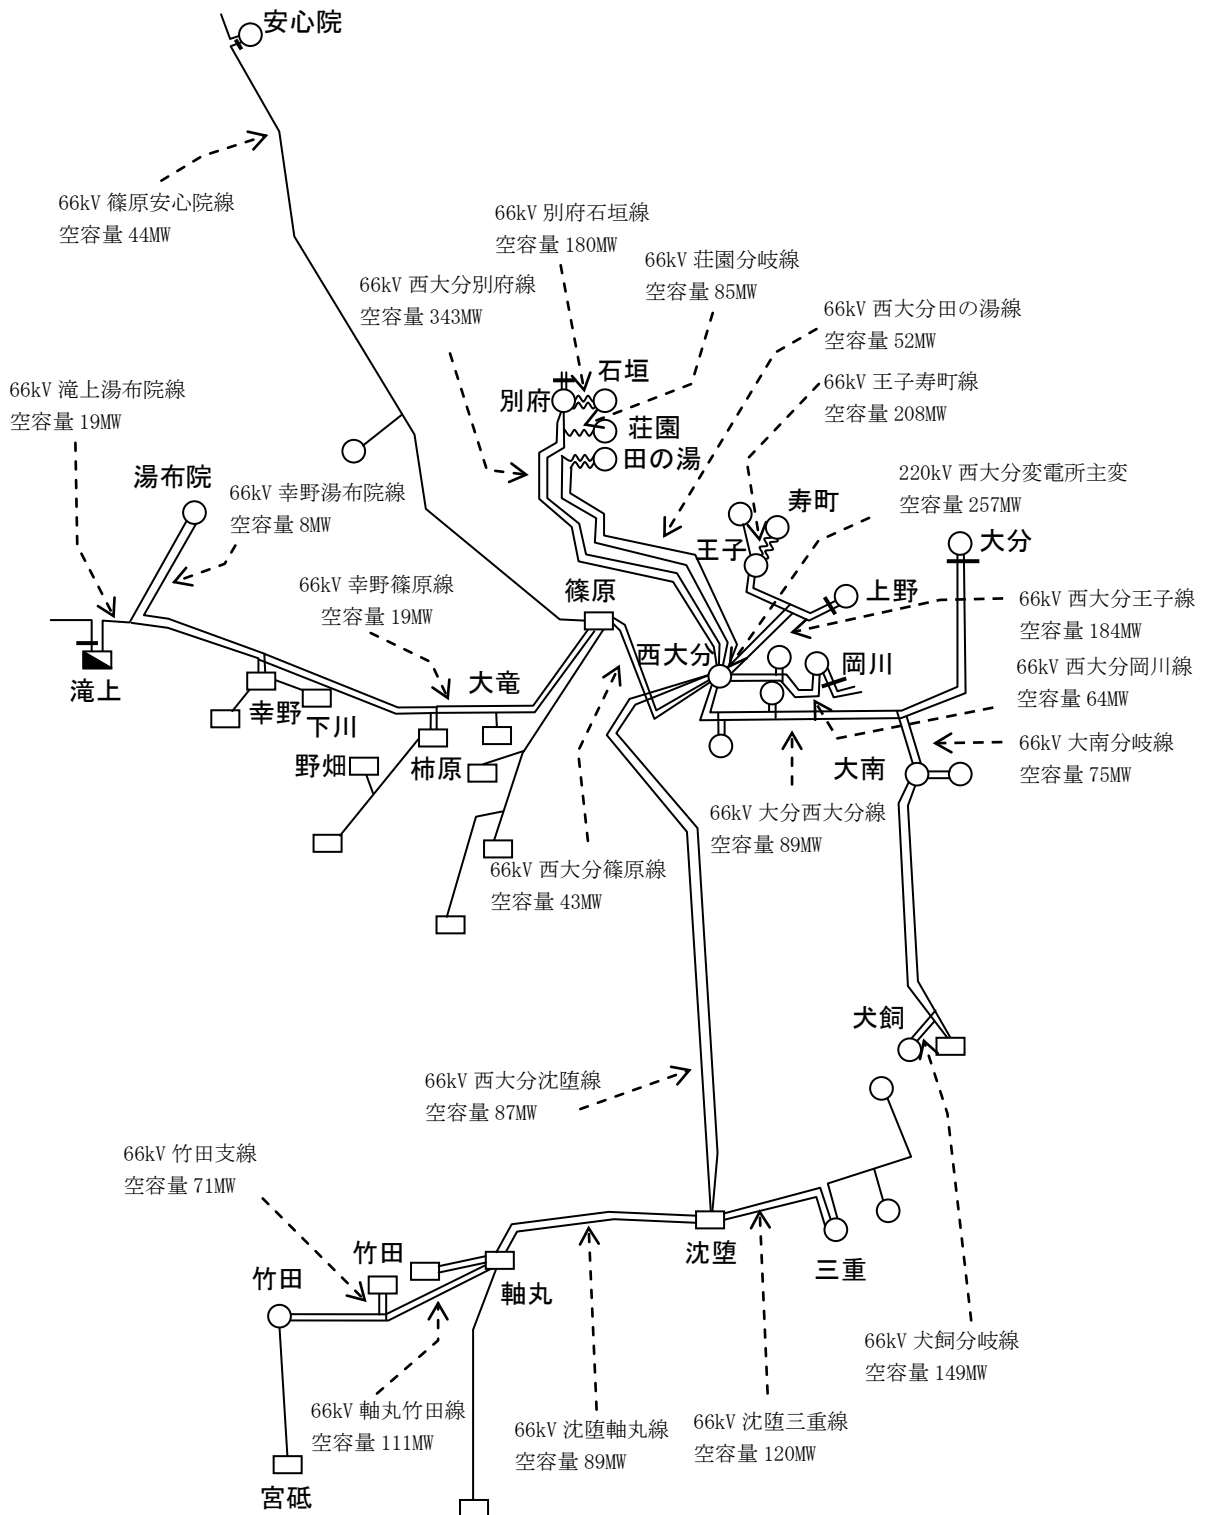 安心院
66kV 篠原安心院線
空容量 44MW
66kV 別府石垣線
空容量 180MW
66kV 荘園分岐線
空容量 85MW
66kV 西大分別府線
空容量 343MW
66kV 西大分田の湯線
空容量 52MW
66kV 滝上湯布院線
空容量 19MW
石垣
別府
荘園
田の湯
66kV 王子寿町線
空容量 208MW
湯布院
66kV 幸野湯布院線
空容量 8MW
220kV 西大分変電所主変
空容量 257MW
寿町
王子
大分
66kV 幸野篠原線
空容量 19MW
篠原
上野
66kV 西大分王子線
空容量 184MW
西大分
岡川
66kV 西大分岡川線
空容量 64MW
滝上
幸野
下川
大竜
野畑
柿原
大南
66kV 大南分岐線
空容量 75MW
66kV 大分西大分線
空容量 89MW
66kV 西大分篠原線
空容量 43MW
犬飼
66kV 西大分沈堕線
空容量 87MW
66kV 竹田支線
空容量 71MW
竹田
竹田
軸丸
沈堕
三重
66kV 犬飼分岐線
空容量 149MW
66kV 軸丸竹田線
空容量 111MW
66kV 沈堕軸丸線
空容量 89MW
66kV 沈堕三重線
空容量 120MW
宮砥